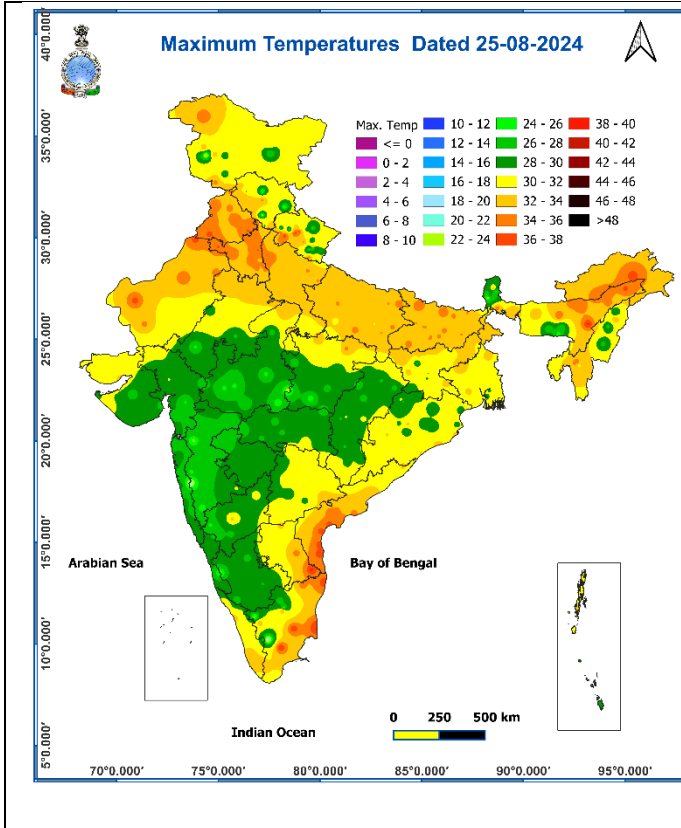 Maximum Temperatures Dated 25-08-2024
Max. Temp
<= 0
0 - 2
2 - 4
4 - 6
6 - 8
8 - 10
10 - 12
12 - 14
14 - 16
16 - 18
18 - 20
20 - 22
22 - 24
24 - 26
26 - 28
28 - 30
30 - 32
32 - 34
34 - 36
36 - 38
38 - 40
40 - 42
42 - 44
44 - 46
46 - 48
>48
40°0.000'
35°0.000'
30°0.000'
25°0.000'
20°0.000'
15°0.000'
10°0.000'
5°0.000'
Arabian Sea
Bay of Bengal
Indian Ocean
0 250 500 km
70°0.000' 75°0.000' 80°0.000' 85°0.000' 90°0.000' 95°0.000'